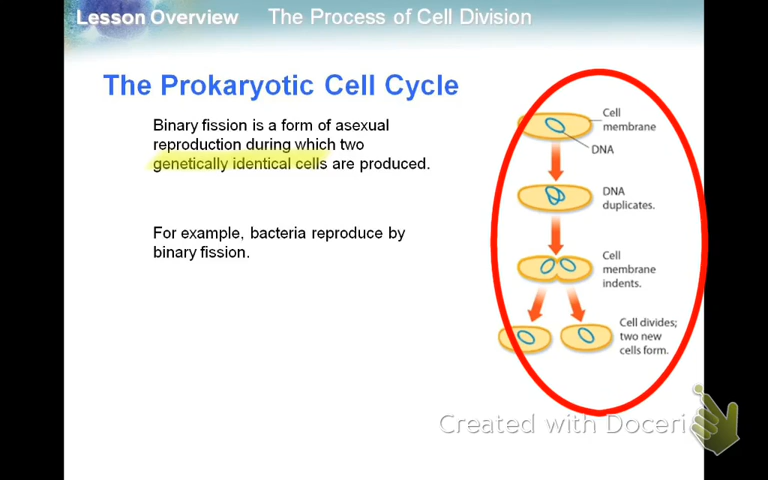 Lesson Overview    The Process of Cell Division
The Prokaryotic Cell Cycle
Binary fission is a form of asexual
reproduction during which two
genetically identical cells are produced.
For example, bacteria reproduce by
binary fission.
Cell
membrane
DNA
DNA
duplicates.
Cell
membrane
indents.
Cell divides;
two new
cells form.
Created with Doceri